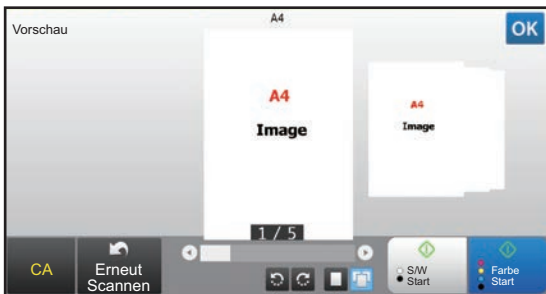 A4
Vorschau
OK
A4
Image
A4
Image
1 / 5
CA
Erneut
Scannen
S/W
Start
Farbe
Start